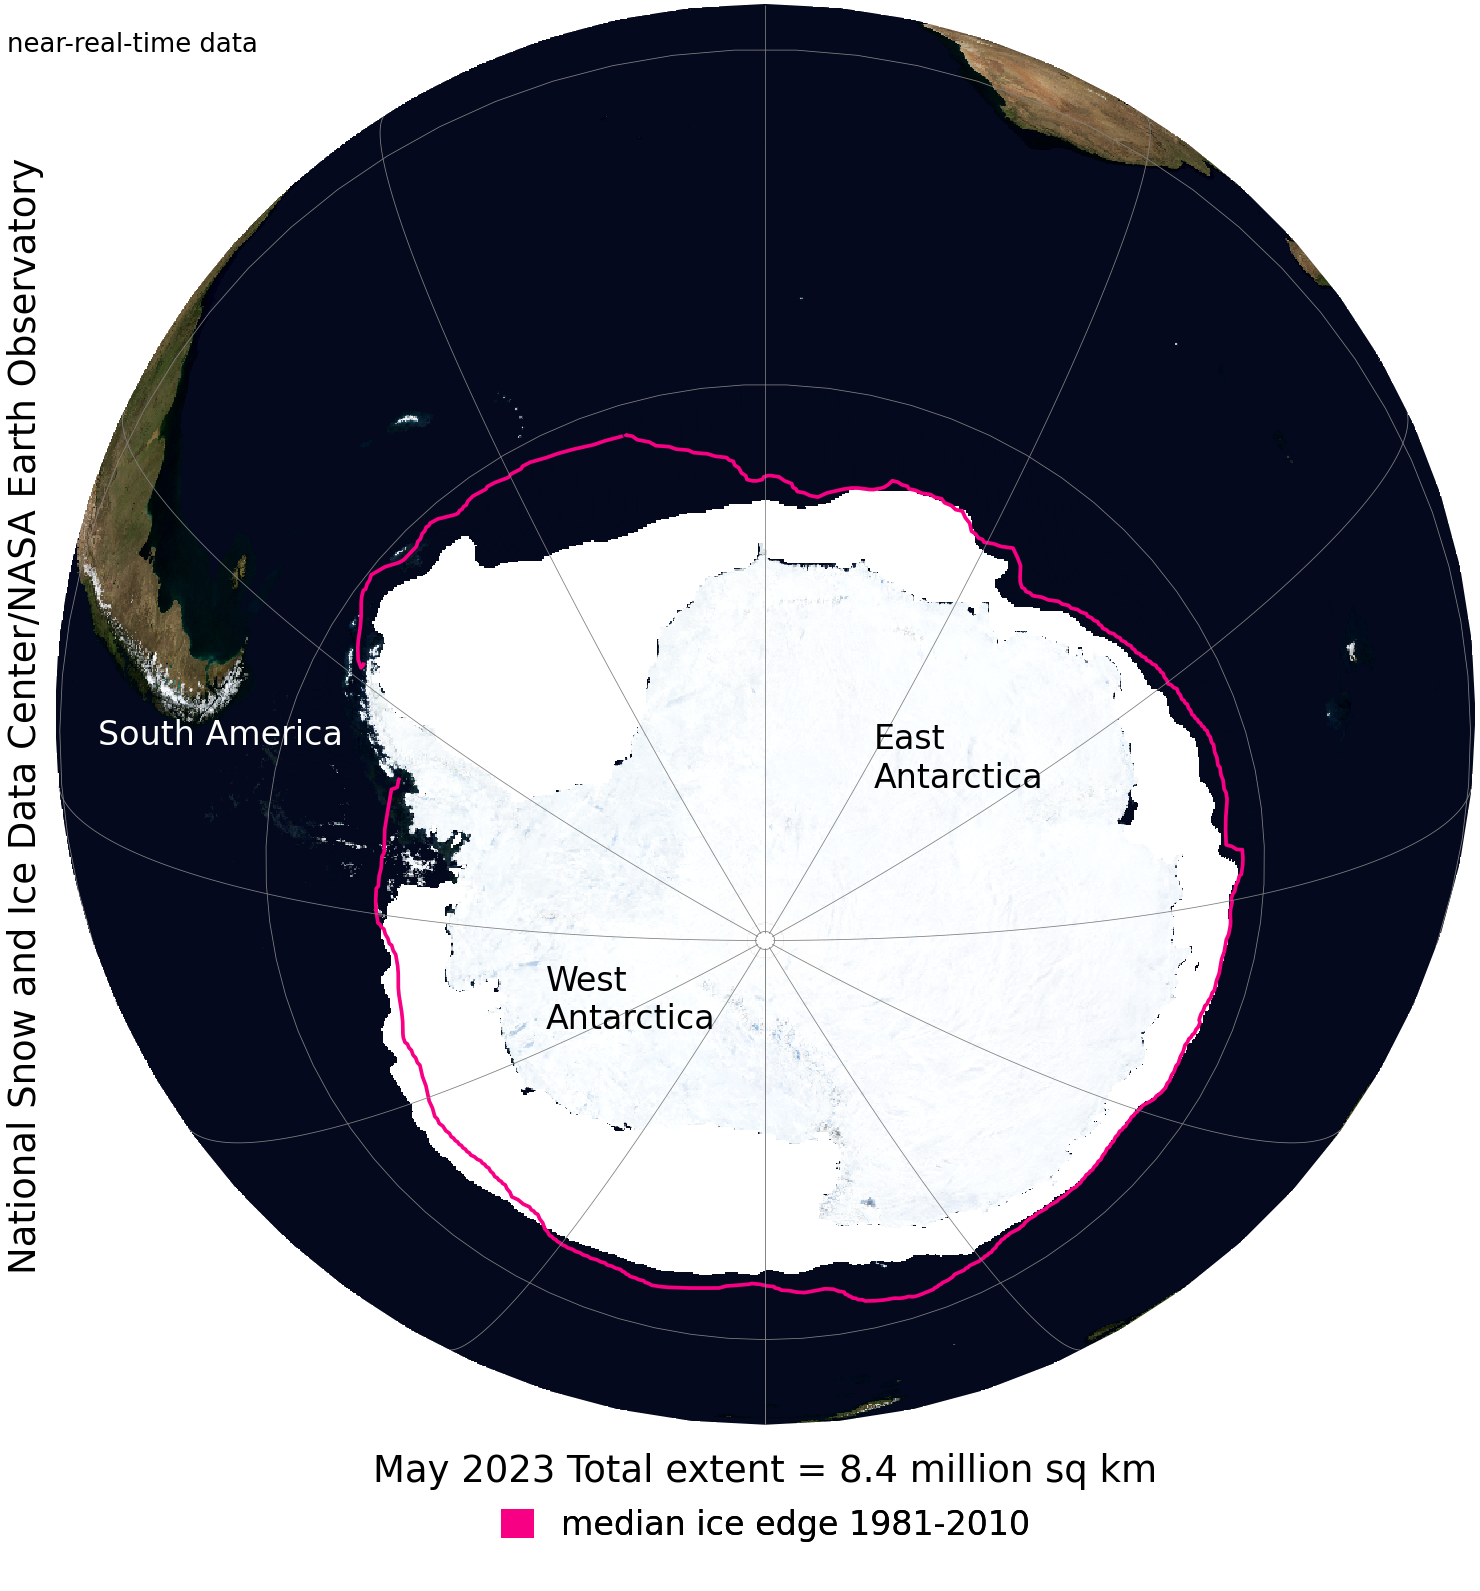 near-real-time data
National Snow and Ice Data Center/NASA Earth Observatory
South America
East
Antarctica
West
Antarctica
May 2023 Total extent = 8.4 million sq km
median ice edge 1981-2010